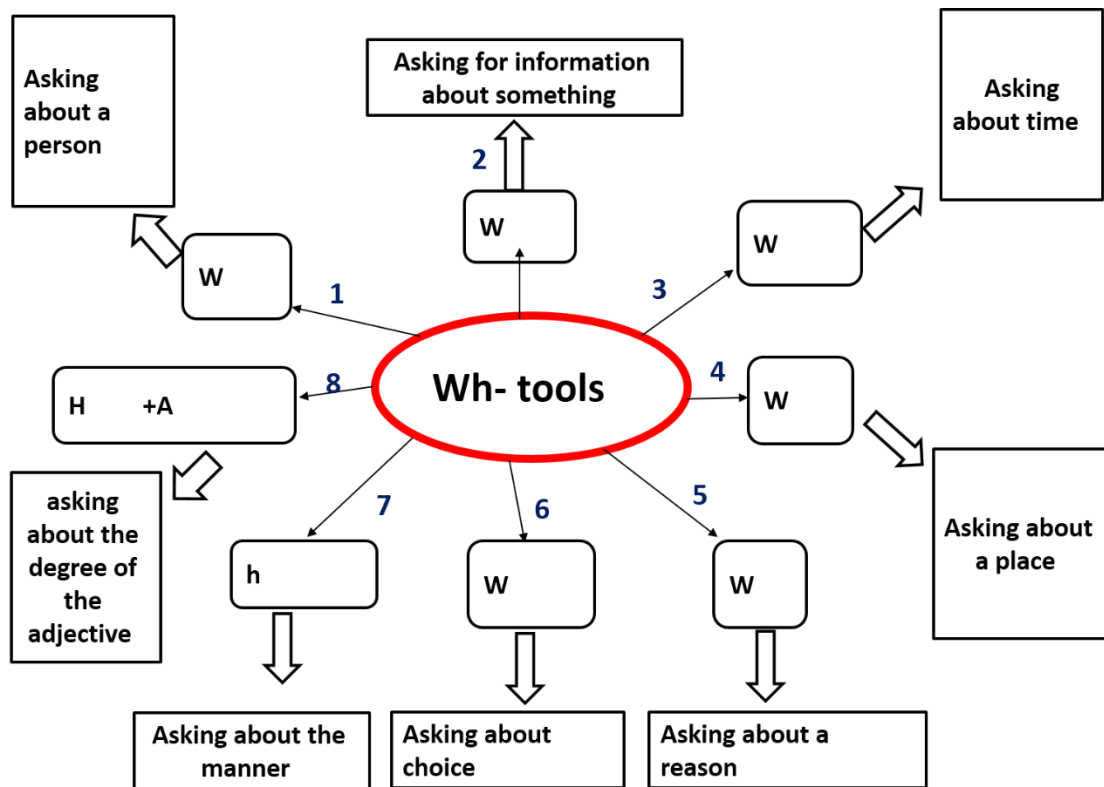 Asking
about a
person
Asking for information
about something
Asking
about time
2
W
W
W
1
3
Wh- tools
8
4
H +A
W
asking
about the
degree of
the
adjective
7
6
5
Asking about
a place
h
W
W
Asking about the
manner
Asking about
choice
Asking about a
reason